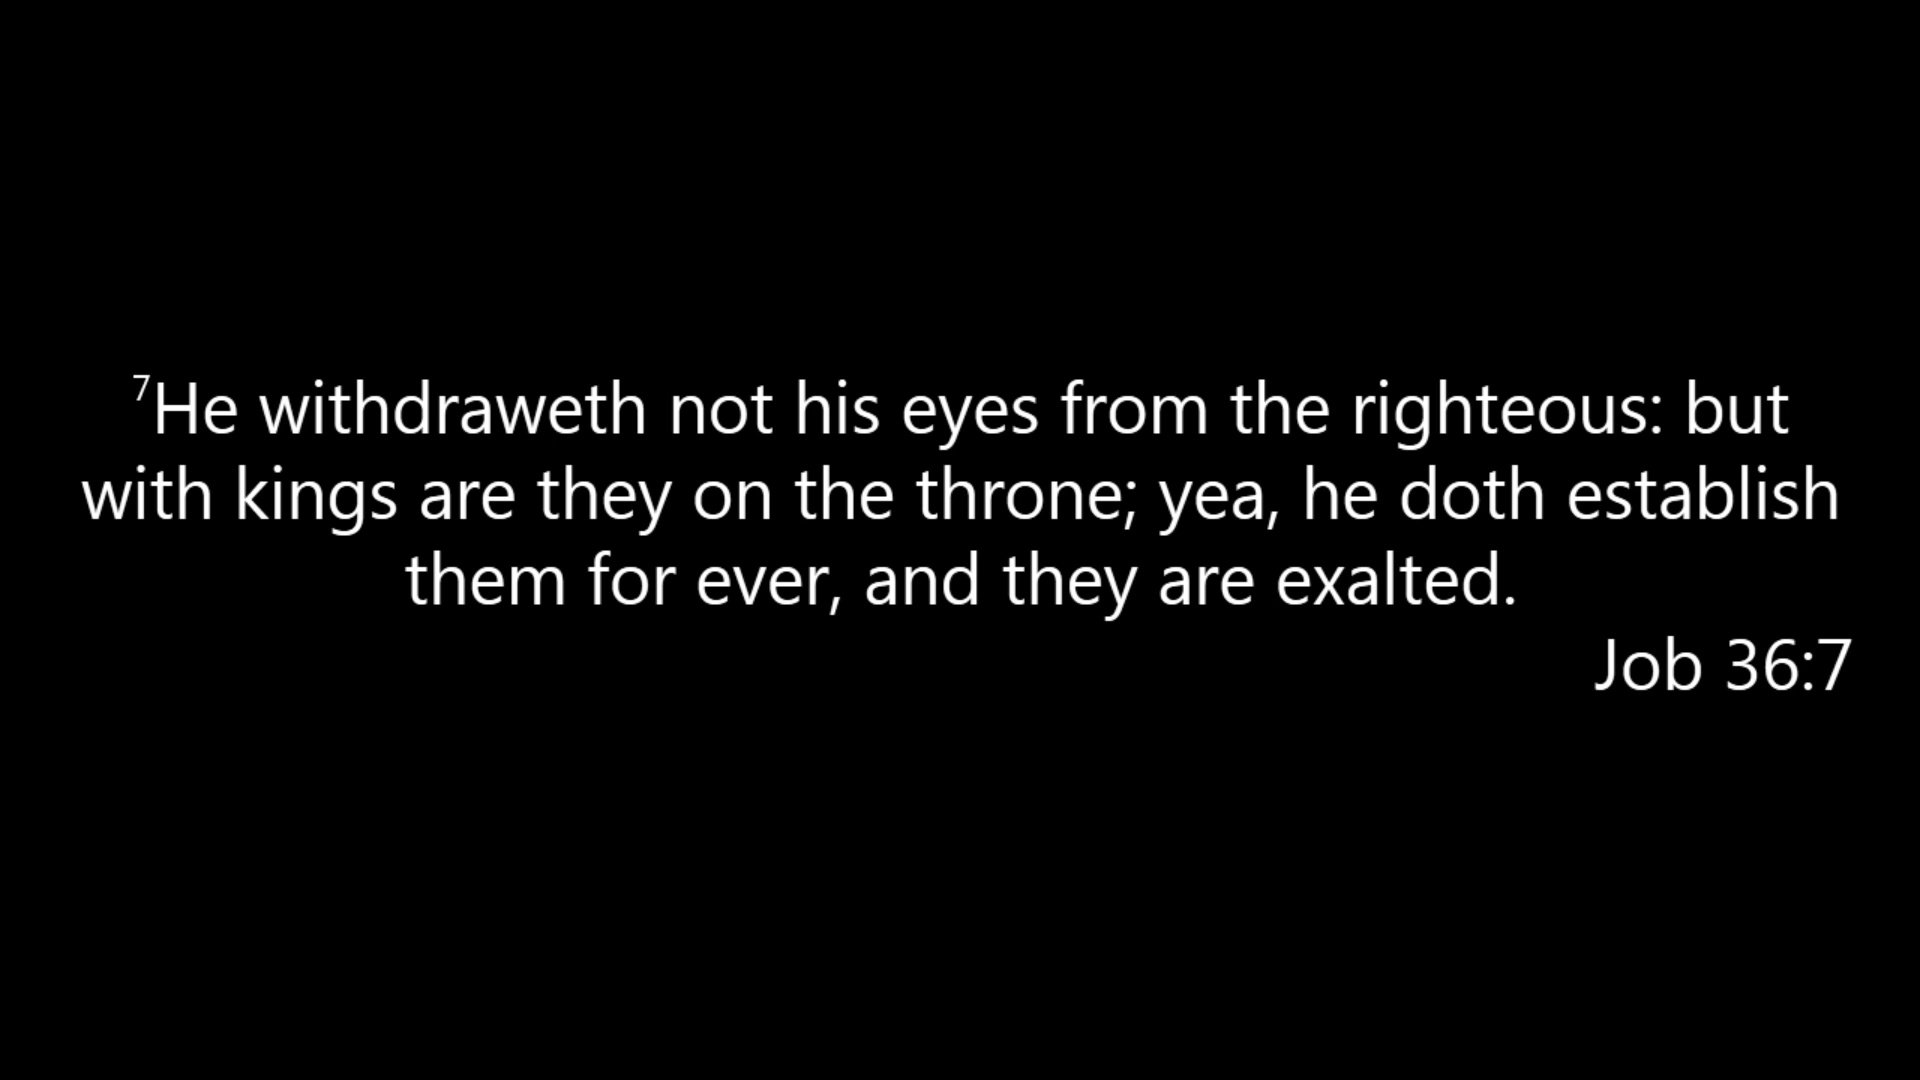 ⁷He withdraweth not his eyes from the righteous: but
with kings are they on the throne; yea, he doth establish
them for ever, and they are exalted.
Job 36:7